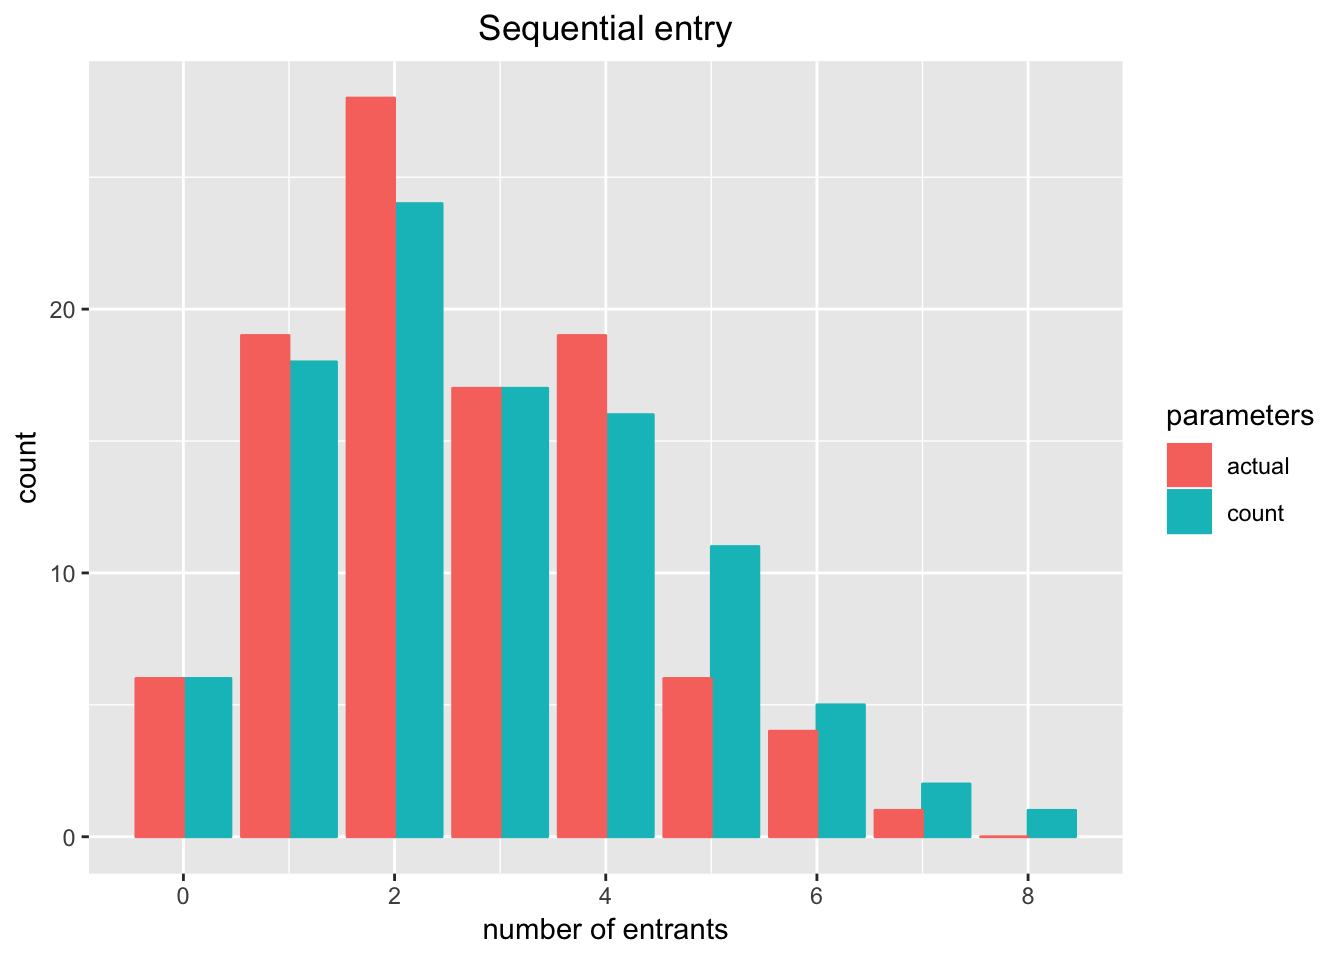 Sequential entry
count
20
10
0
0 2 4 6 8
number of entrants
parameters
actual
count